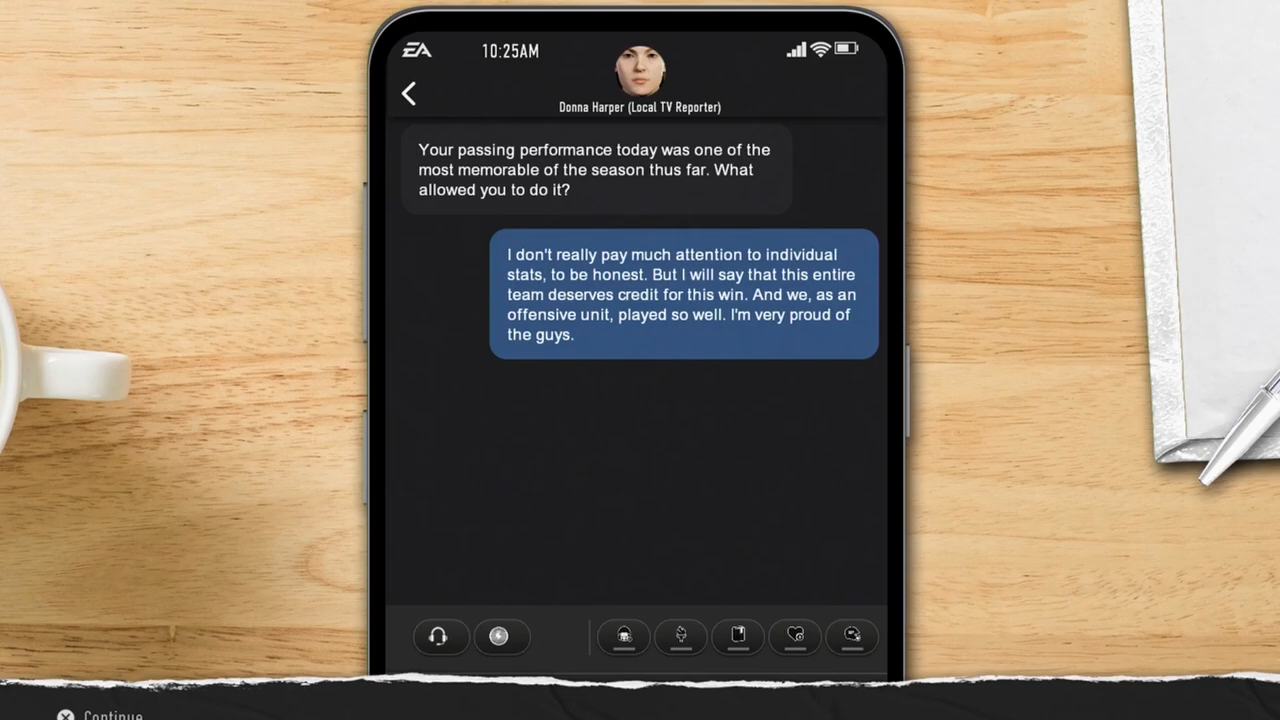 EA
10:25AM
Donna Harper (Local TV Reporter)
Your passing performance today was one of the
most memorable of the season thus far. What
allowed you to do it?
I don't really pay much attention to individual
stats, to be honest. But I will say that this entire
team deserves credit for this win. And we, as an
offensive unit, played so well. I'm very proud of
the guys.
Continue